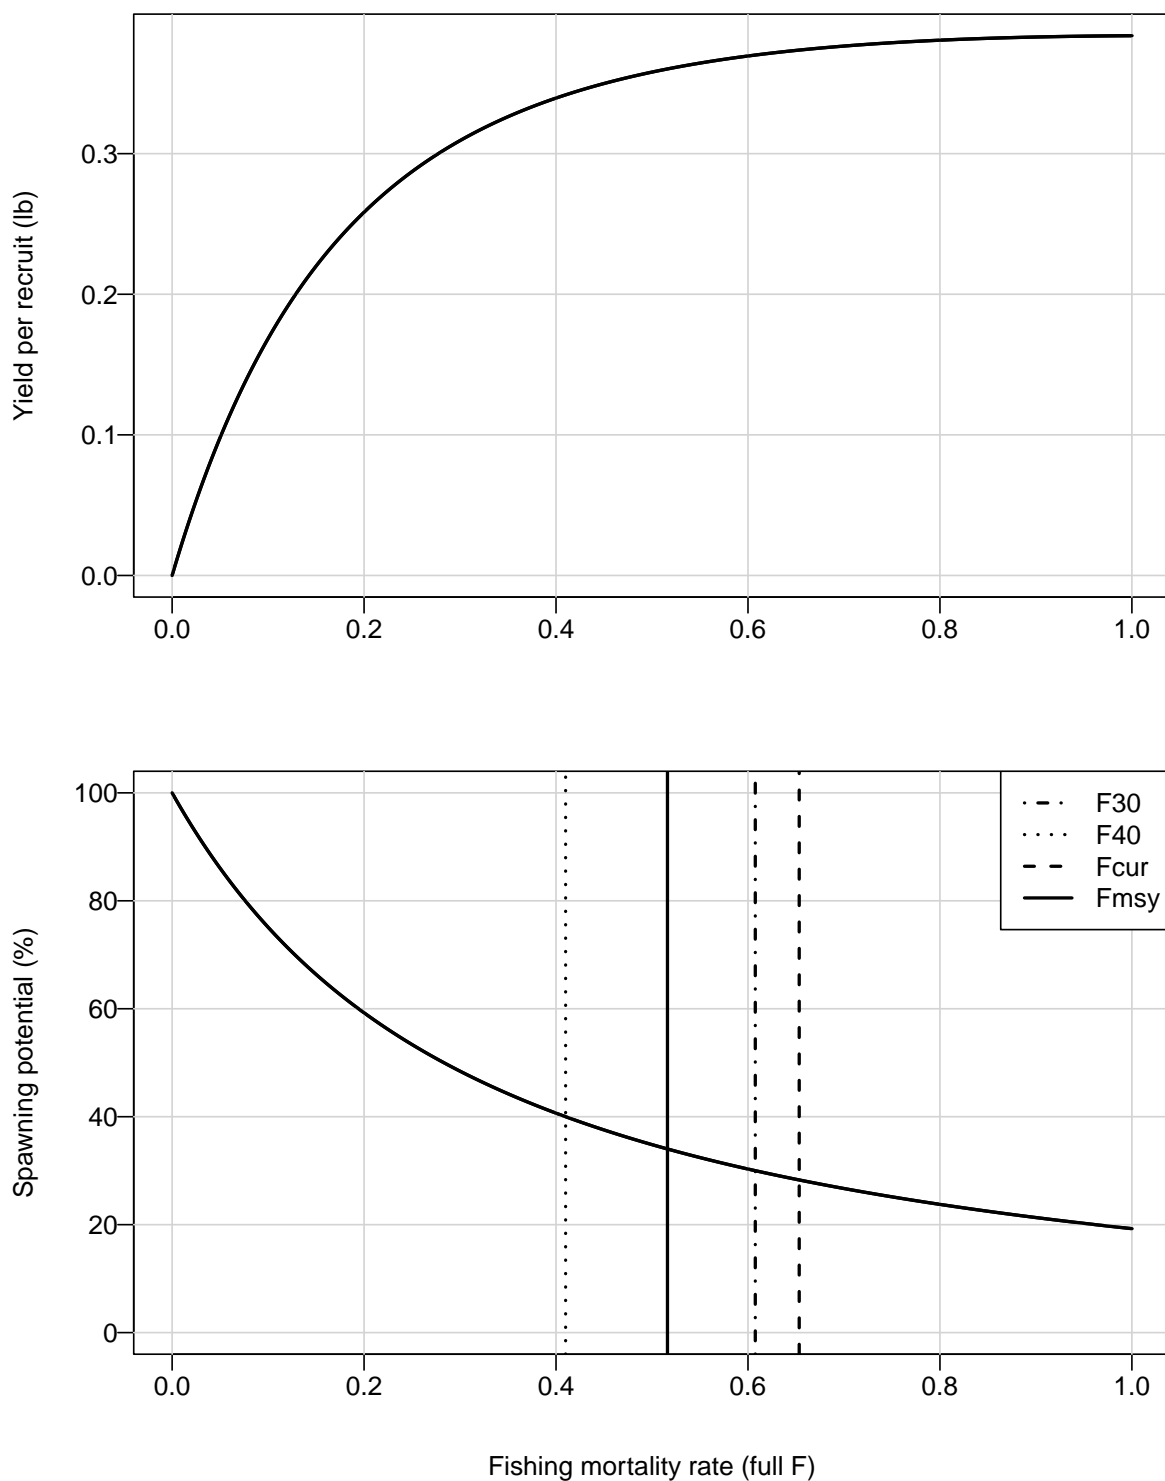 Yield per recruit (lb)
0.3
0.2
0.1
0.0
0.0 0.2 0.4 0.6 0.8 1.0
Spawning potential (%)
100
80
60
40
20
0
F30
F40
Fcur
Fmsy
0.0 0.2 0.4 0.6 0.8 1.0
Fishing mortality rate (full F)